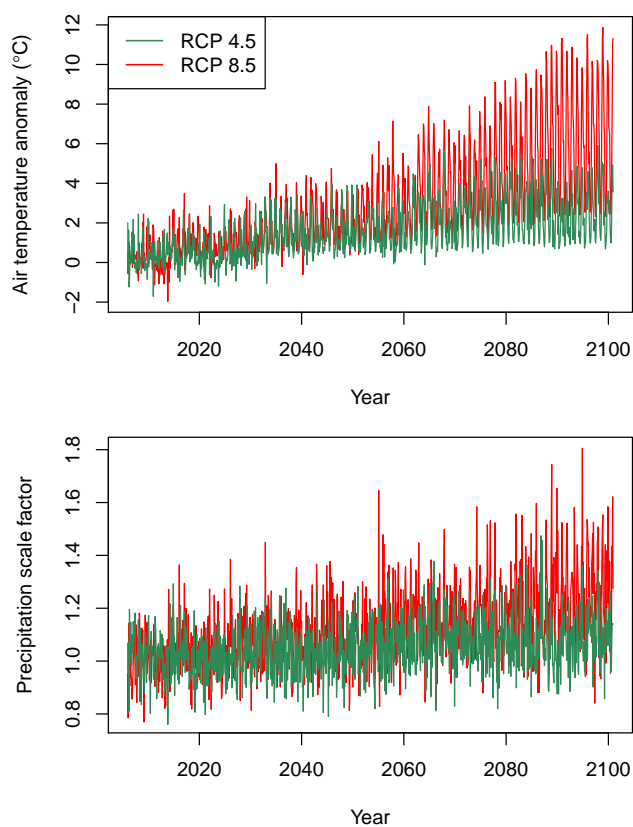 12
10
8
6
4
2
0
−2
Air temperature anomaly (°C)
RCP 4.5
RCP 8.5
2020 2040 2060 2080 2100
Year
1.8
1.6
1.4
1.2
1.0
0.8
Precipitation scale factor
2020 2040 2060 2080 2100
Year